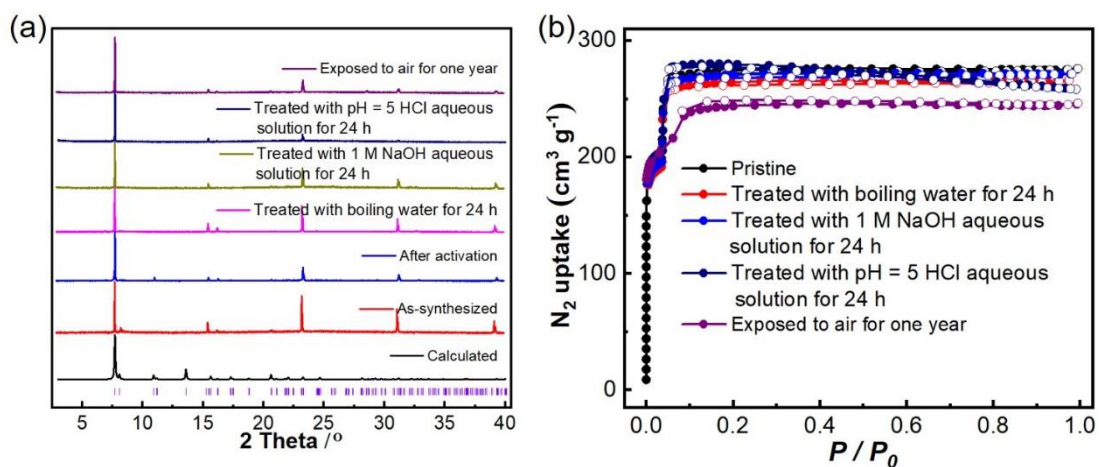 (a)
Exposed to air for one year
Treated with pH = 5 HCl aqueous
solution for 24 h
Treated with 1 M NaOH aqueous
solution for 24 h
Treated with boiling water for 24 h
After activation
As-synthesized
Calculated
5 10 15 20 25 30 35 40
2 Theta /°
(b)
300
200
100
0
N2 uptake (cm3 g-1)
Pristine
Treated with boiling water for 24 h
Treated with 1 M NaOH aqueous
solution for 24 h
Treated with pH = 5 HCl aqueous
solution for 24 h
Exposed to air for one year
0.0 0.2 0.4 0.6 0.8 1.0
P / P0